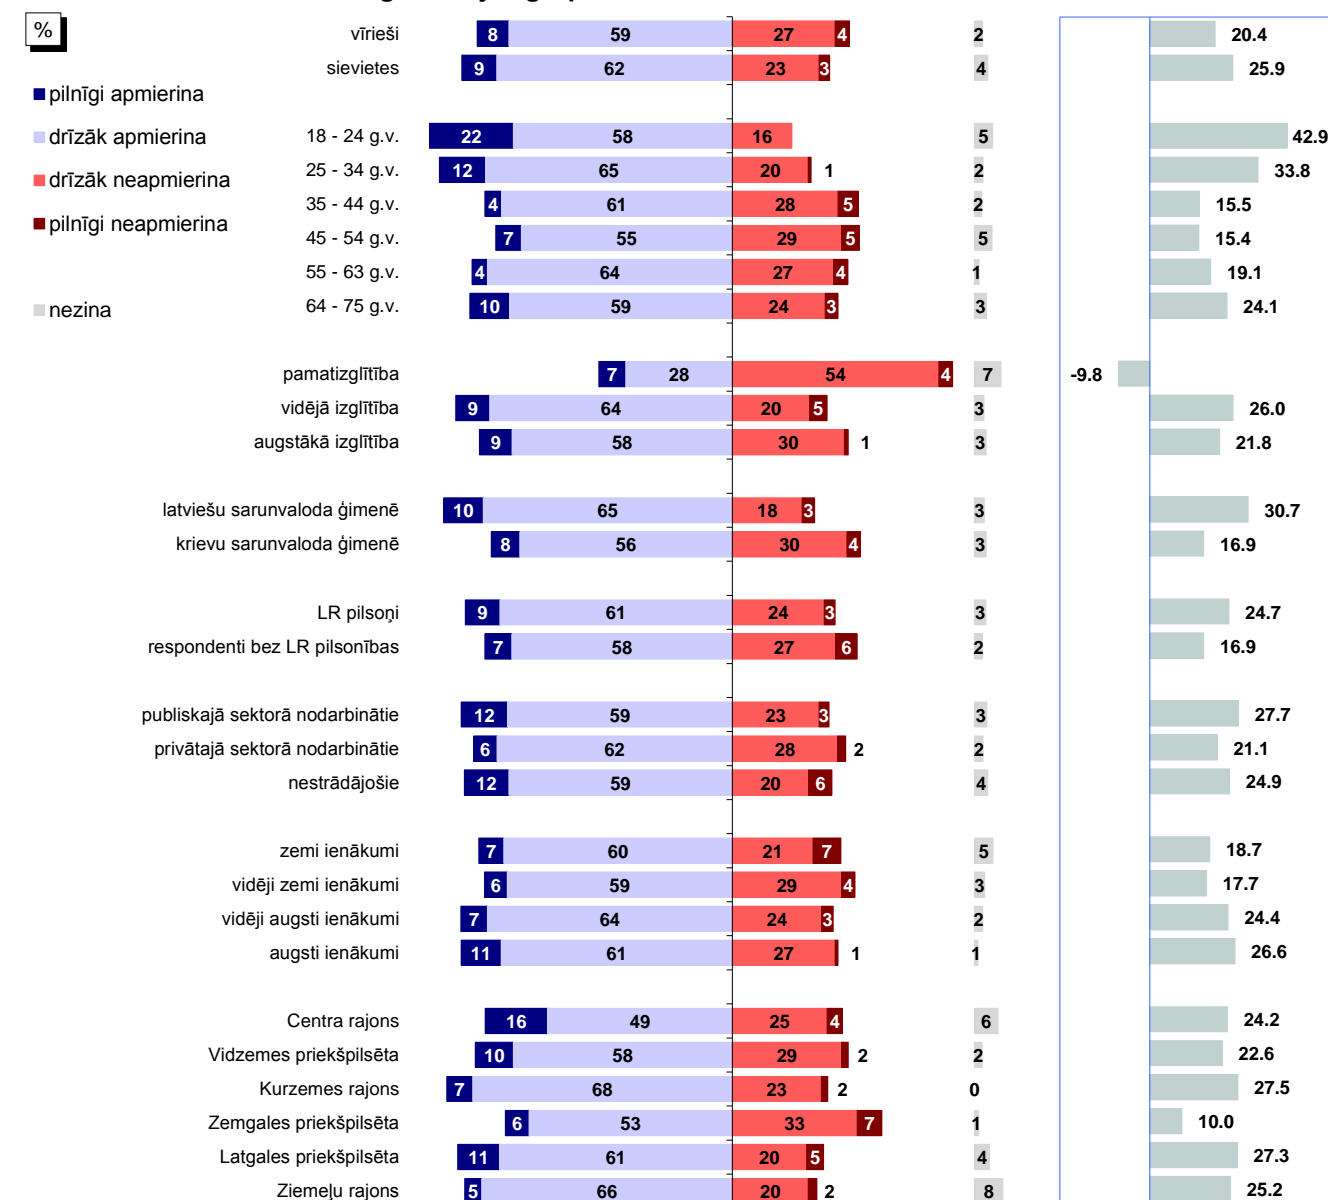 %
pilnīgi apmierina
drīzāk apmierina
drīzāk neapmierina
pilnīgi neapmierina
nezina
vīrieši 8 59 27 4 2 20.4
sievietes 9 62 23 3 4 25.9
18 - 24 g.v. 22 58 16 5 42.9
25 - 34 g.v. 12 65 20 1 2 33.8
35 - 44 g.v. 4 61 28 5 2 15.5
45 - 54 g.v. 7 55 29 5 5 15.4
55 - 63 g.v. 4 64 27 4 1 19.1
64 - 75 g.v. 10 59 24 3 3 24.1
pamatizglītība 7 28 54 4 7 -9.8
vidējā izglītība 9 64 20 5 3 26.0
augstākā izglītība 9 58 30 1 3 21.8
latviešu sarunvaloda ģimenē 10 65 18 3 3 30.7
krievu sarunvaloda ģimenē 8 56 30 4 3 16.9
LR pilsoņi 9 61 24 3 3 24.7
respondenti bez LR pilsonības 7 58 27 6 2 16.9
publiskajā sektorā nodarbinātie 12 59 23 3 3 27.7
privātajā sektorā nodarbinātie 6 62 28 2 2 21.1
nestrādājošie 12 59 20 6 4 24.9
zemi ienākumi 7 60 21 7 5 18.7
vidēji zemi ienākumi 6 59 29 4 3 17.7
vidēji augsti ienākumi 7 64 24 3 2 24.4
augsti ienākumi 11 61 27 1 1 26.6
Centra rajons 16 49 25 4 6 24.2
Vidzemes priekšpilsēta 10 58 29 2 2 22.6
Kurzemes rajons 7 68 23 2 0 27.5
Zemgales priekšpilsēta 6 53 33 7 1 10.0
Latgales priekšpilsēta 11 61 20 5 4 27.3
Ziemeļu rajons 5 66 20 2 8 25.2